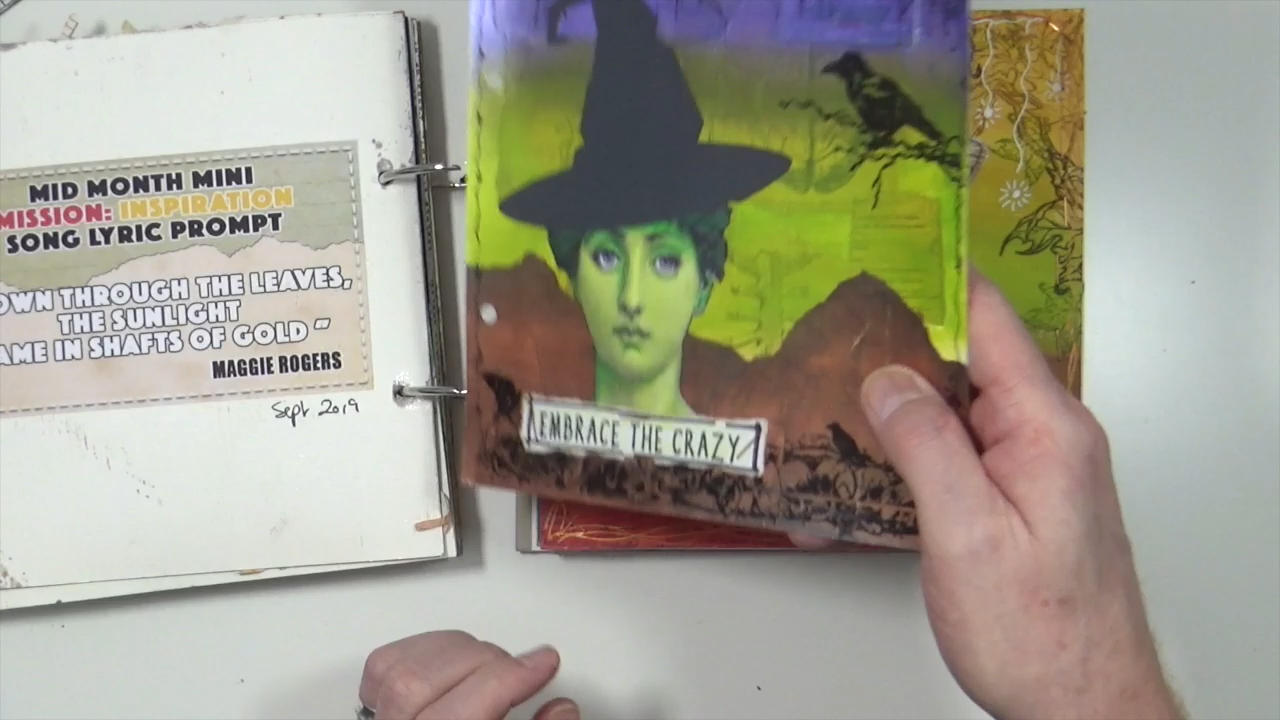 MID MONTH MINI
MISSION: INSPIRATION
SONG LYRIC PROMPT
OWN THROUGH THE LEAVES,
THE SUNLIGHT
AME IN SHAFTS OF GOLD "
MAGGIE ROGERS
Sept 2019
EMBRACE THE CRAZY